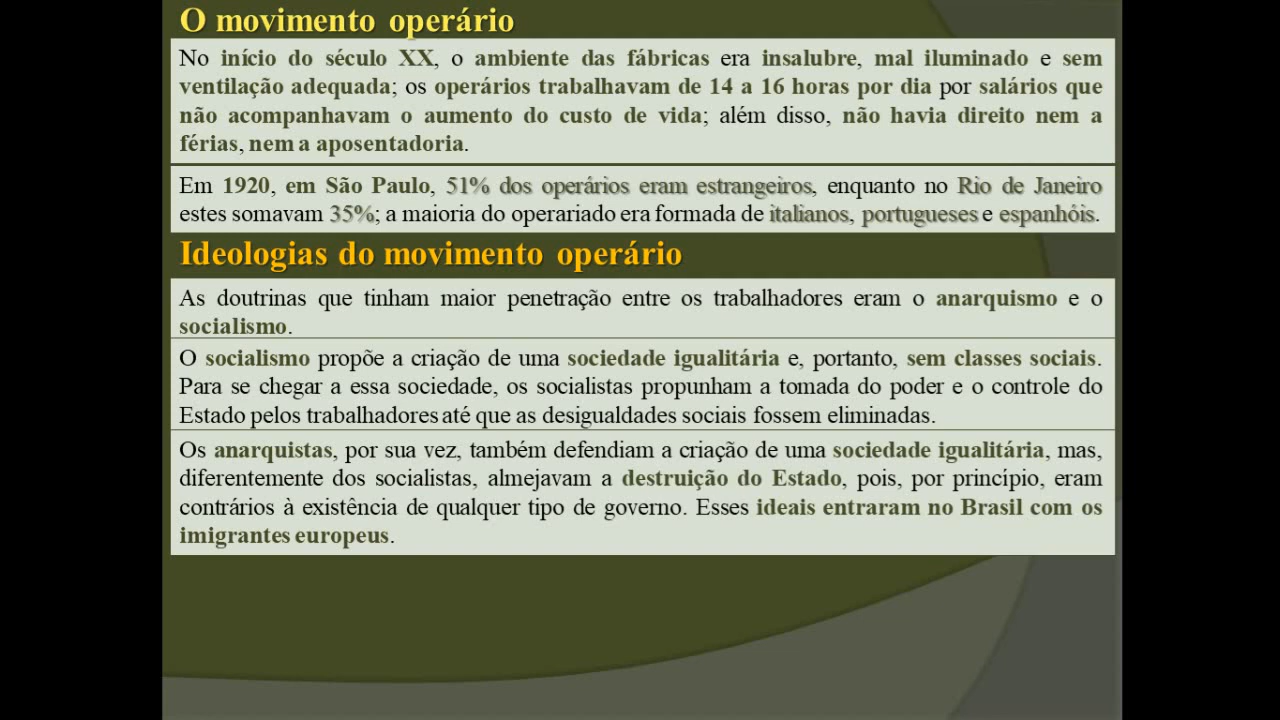 O movimento operário
No início do século XX, o ambiente das fábricas era insalubre, mal iluminado e sem
ventilação adequada; os operários trabalhavam de 14 a 16 horas por dia por salários que
não acompanhavam o aumento do custo de vida; além disso, não havia direito nem a
férias, nem a aposentadoria.
Em 1920, em São Paulo, 51% dos operários eram estrangeiros, enquanto no Rio de Janeiro
estes somavam 35%; a maioria do operariado era formada de italianos, portugueses e espanhóis.
Ideologias do movimento operário
As doutrinas que tinham maior penetração entre os trabalhadores eram o anarquismo e o
socialismo.
O socialismo propõe a criação de uma sociedade igualitária e, portanto, sem classes sociais.
Para se chegar a essa sociedade, os socialistas propunham a tomada do poder e o controle do
Estado pelos trabalhadores até que as desigualdades sociais fossem eliminadas.
Os anarquistas, por sua vez, também defendiam a criação de uma sociedade igualitária, mas,
diferentemente dos socialistas, almejavam a destruição do Estado, pois, por princípio, eram
contrários à existência de qualquer tipo de governo. Esses ideais entraram no Brasil com os
imigrantes europeus.